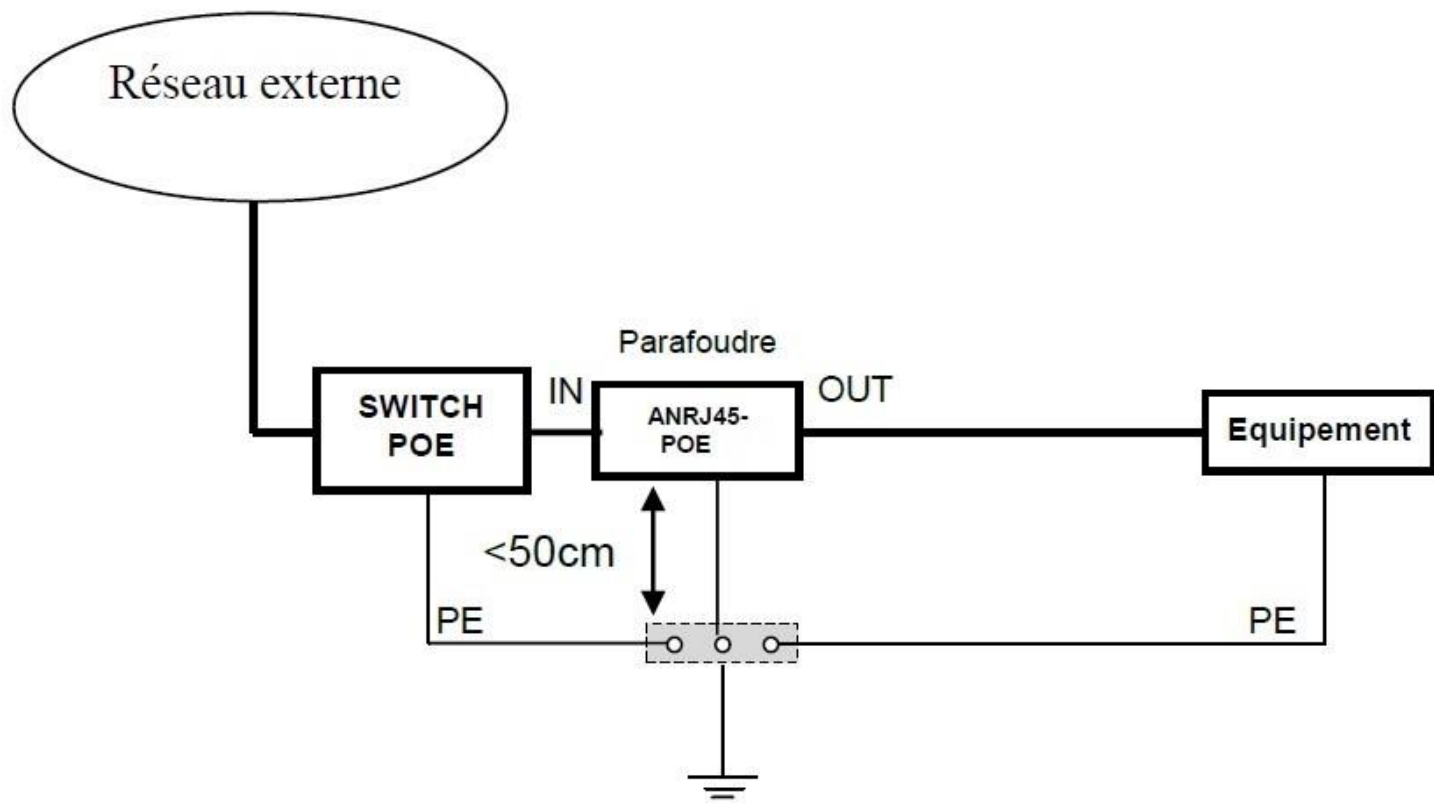 Réseau externe
Parafoudre
SWITCH
POE
IN
ANRJ45-
POE
OUT
Equipement
<50cm
PE
PE